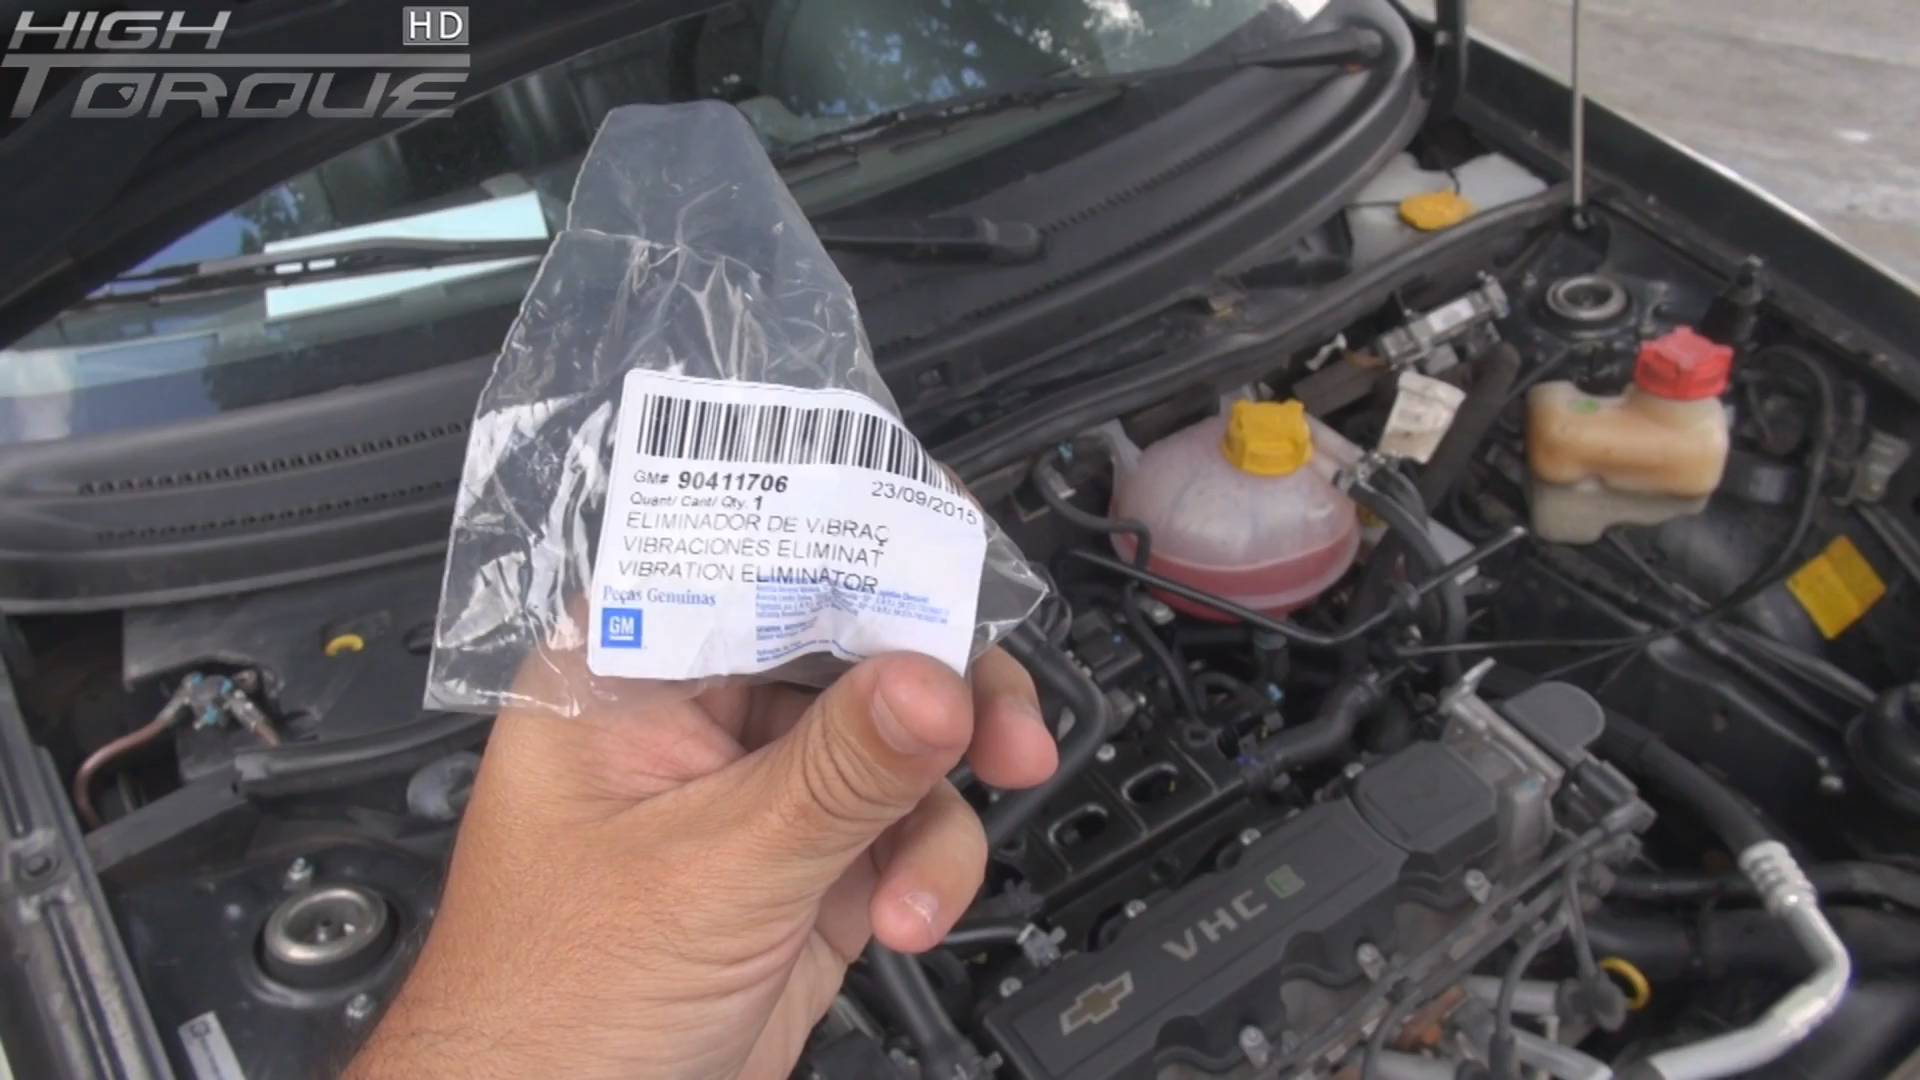 HIGH HD
TORQUE
GM# 90411706
23/09/2015
Quant/ Cant/ Qty. 1
ELIMINADOR DE VIBRAÇ
VIBRACIONES ELIMINAT
VIBRATION ELIMINATOR
Peças Genuinas
GM
VHC E